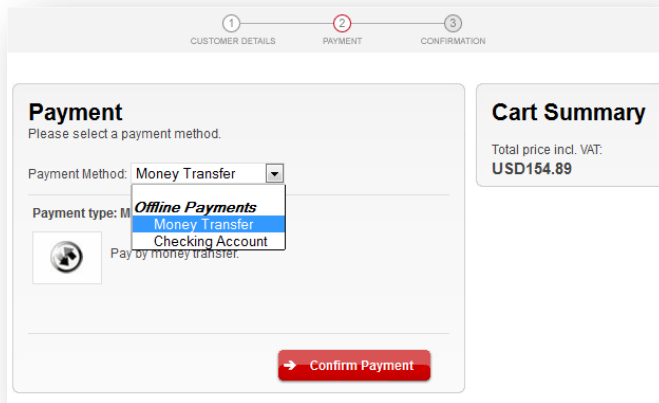 1 2 3
CUSTOMER DETAILS PAYMENT CONFIRMATION
Payment
Please select a payment method.
Payment Method: Money Transfer
Offline Payments
Money Transfer
Checking Account
Payment type: M
Pay by money transfer.
Confirm Payment
Cart Summary
Total price incl. VAT:
USD154.89